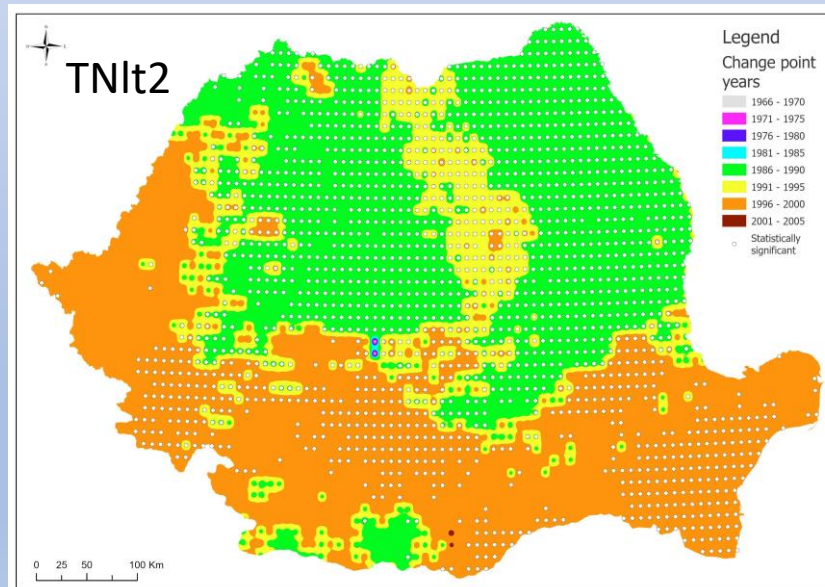 TNlt2
Legend
Change point
years
1966 - 1970
1971 - 1975
1976 - 1980
1981 - 1985
1986 - 1990
1991 - 1995
1996 - 2000
2001 - 2005
Statistically
significant
0 25 50 100 Km